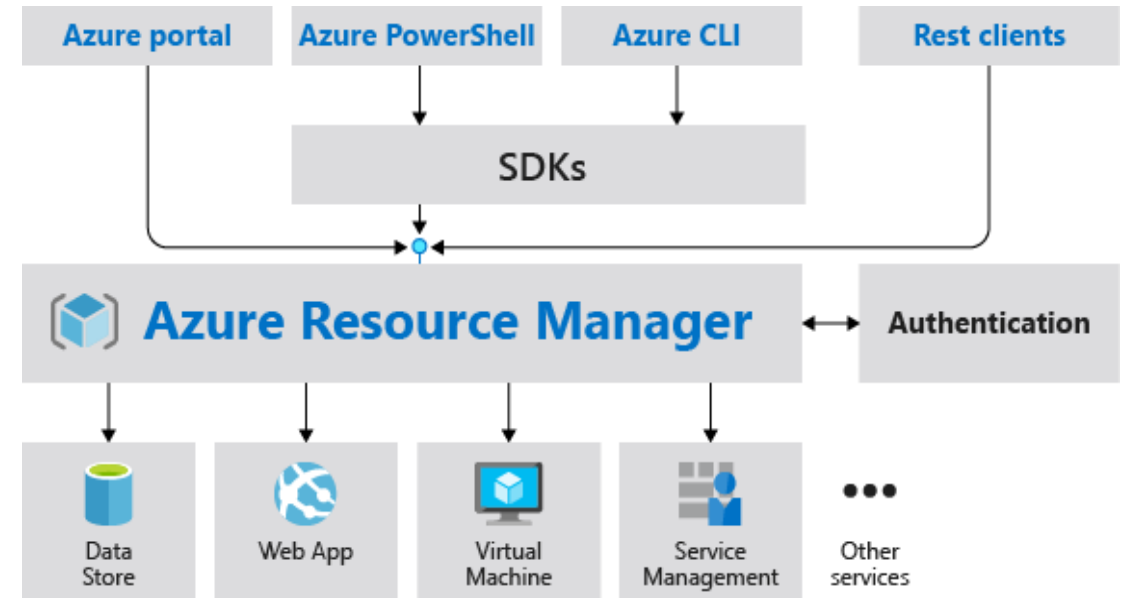 Azure portal
Azure PowerShell
Azure CLI
Rest clients
SDKs
Azure Resource Manager
Authentication
Data
Store
Web App
Virtual
Machine
Service
Management
Other
services